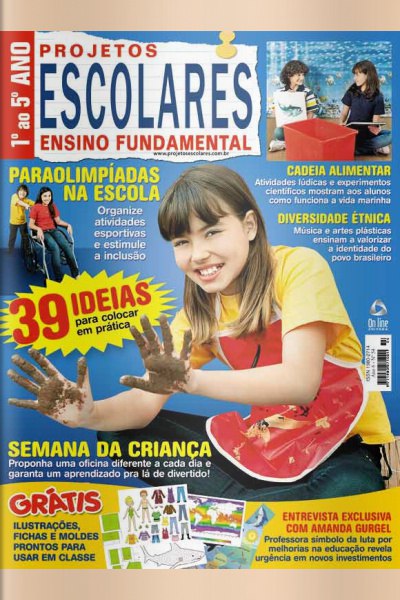 1º ao 5º ANO
PROJETOS
ESCOLARES
ENSINO FUNDAMENTAL
www.projetosescolares.com.br
PARAOLIMPÍADAS
NA ESCOLA
Organize
atividades
esportivas
e estimule
a inclusão
CADEIA ALIMENTAR
Atividades lúdicas e experimentos
científicos mostram aos alunos
como funciona a vida marinha
DIVERSIDADE ÉTNICA
Música e artes plásticas
ensinam a valorizar
a identidade do
povo brasileiro
39 IDEIAS
para colocar
em prática
On line
EDITORA
SEMANA DA CRIANÇA
Proponha uma oficina diferente a cada dia e
garanta um aprendizado pra lá de divertido!
GRÁTIS
ILUSTRAÇÕES,
FICHAS E MOLDES
PRONTOS PARA
USAR EM CLASSE
ENTREVISTA EXCLUSIVA
COM AMANDA GURGEL
Professora símbolo da luta por
melhorias na educação revela
urgência em novos investimentos